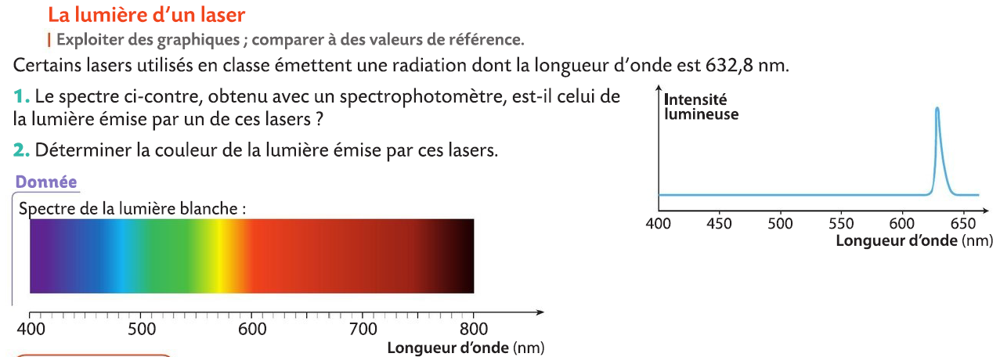 La lumière d'un laser
| Exploiter des graphiques ; comparer à des valeurs de référence.
Certains lasers utilisés en classe émettent une radiation dont la longueur d'onde est 632,8 nm.
1. Le spectre ci-contre, obtenu avec un spectrophotomètre, est-il celui de
la lumière émise par un de ces lasers ?
2. Déterminer la couleur de la lumière émise par ces lasers.
Donnée
Spectre de la lumière blanche :
400 500 600 700 800
Longueur d'onde (nm)
Intensité
lumineuse
400 450 500 550 600 650
Longueur d'onde (nm)